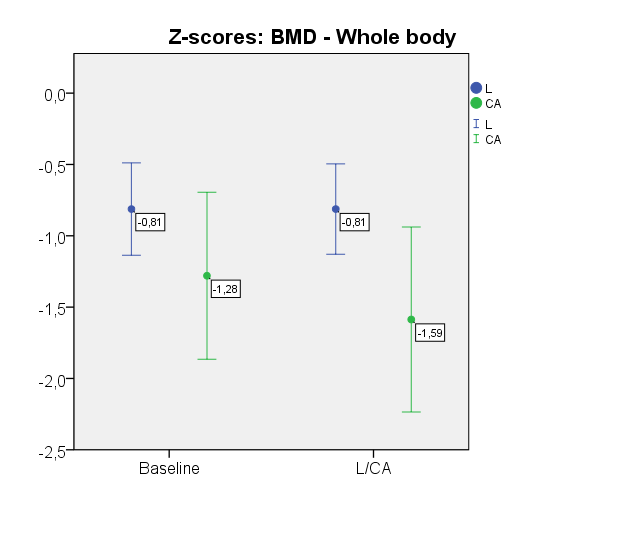 Z-scores: BMD - Whole body
0,0
-0,5
-1,0
-1,5
-2,0
-2,5
-0,81
-1,28
-0,81
-1,59
Baseline
L/CA
L
CA
L
CA